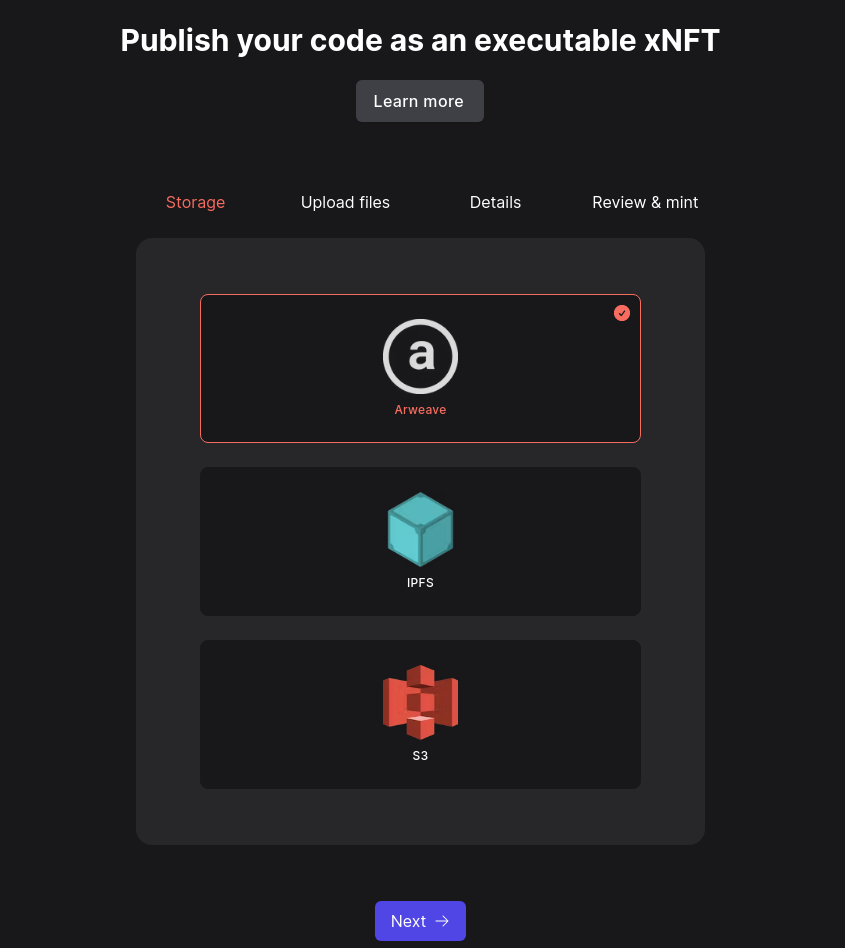 Publish your code as an executable xNFT
Learn more
Storage Upload files Details Review & mint
a
Arweave
IPFS
S3
Next